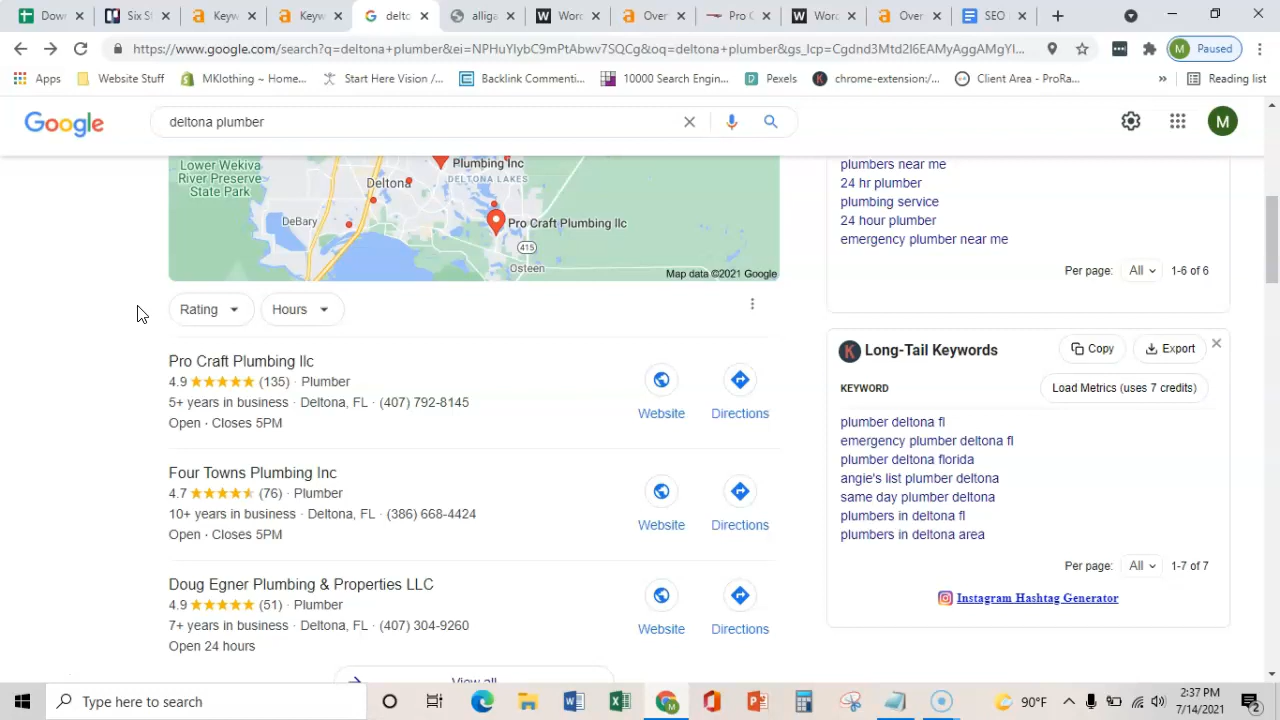 Dow
Six S
Keyw
Keyw
delto
alliga
Word
Over
Pro C
Word
Over
SEO
https://www.google.com/search?q=deltona+plumber&ei=NPHuYIybC9mPtAbwv7SQCg&oq=deltona+plumber&gs_lcp=Cgdnd3Mtd2l6EAMyAggAMgYI...
M Paused
Apps
Website Stuff
MKlothing ~ Home...
Start Here Vision /...
Backlink Commenti...
10000 Search Engin...
Pexels
chrome-extension:/...
Client Area - ProRa...
»
Reading list
Google
deltona plumber
M
Lower Wekiva
River Preserve
State Park
Plumbing Inc
DELTONA LAKES
Deltona
DeBary
Pro Craft Plumbing llc
415
Osteen
Map data ©2021 Google
Rating
Hours
Pro Craft Plumbing llc
4.9 ★★★★★ (135) · Plumber
5+ years in business · Deltona, FL · (407) 792-8145
Open · Closes 5PM
Website
Directions
Four Towns Plumbing Inc
4.7 ★★★★★ (76) · Plumber
10+ years in business · Deltona, FL · (386) 668-4424
Open · Closes 5PM
Website
Directions
Doug Egner Plumbing & Properties LLC
4.9 ★★★★★ (51) · Plumber
7+ years in business · Deltona, FL · (407) 304-9260
Open 24 hours
Website
Directions
View all
plumbers near me
24 hr plumber
plumbing service
24 hour plumber
emergency plumber near me
Per page: All 1-6 of 6
K Long-Tail Keywords
Copy
Export
KEYWORD
Load Metrics (uses 7 credits)
plumber deltona fl
emergency plumber deltona fl
plumber deltona florida
angie's list plumber deltona
same day plumber deltona
plumbers in deltona fl
plumbers in deltona area
Per page: All 1-7 of 7
Instagram Hashtag Generator
Type here to search
90°F
2:37 PM
7/14/2021
2